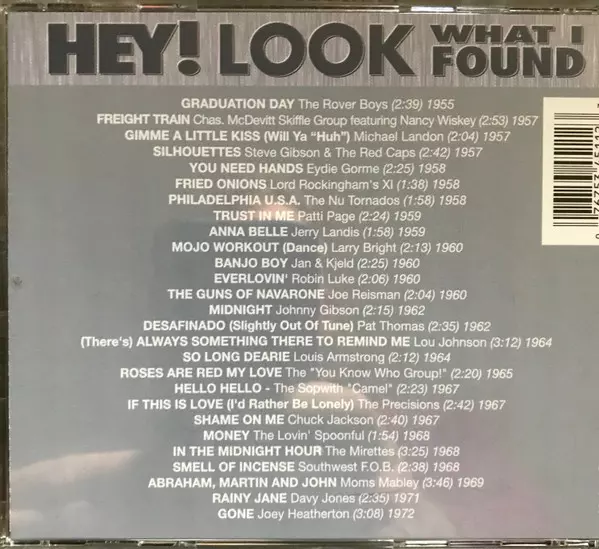 HEY! LOOK WHAT I FOUND
GRADUATION DAY The Rover Boys (2:39) 1955
FREIGHT TRAIN Chas. McDevitt Skiffle Group featuring Nancy Wiskey (2:53) 1957
GIMME A LITTLE KISS (Will Ya "Huh") Michael Landon (2:04) 1957
SILHOUETTES Steve Gibson & The Red Caps (2:42) 1957
YOU NEED HANDS Eydie Gorme (2:25) 1958
FRIED ONIONS Lord Rockingham's XI (1:38) 1958
PHILADELPHIA U.S.A. The Nu Tornados (1:58) 1958
TRUST IN ME Patti Page (2:24) 1959
ANNA BELLE Jerry Landis (1:58) 1959
MOJO WORKOUT (Dance) Larry Bright (2:13) 1960
BANJO BOY Jan & Kjeld (2:25) 1960
EVERLOVIN' Robin Luke (2:06) 1960
THE GUNS OF NAVARONE Joe Reisman (2:04) 1960
MIDNIGHT Johnny Gibson (2:15) 1962
DESAFINADO (Slightly Out Of Tune) Pat Thomas (2:35) 1962
(There's) ALWAYS SOMETHING THERE TO REMIND ME Lou Johnson (3:12) 1964
SO LONG DEARIE Louis Armstrong (2:12) 1964
ROSES ARE RED MY LOVE The "You Know Who Group!" (2:20) 1965
HELLO HELLO - The Sopwith "Camel" (2:23) 1967
IF THIS IS LOVE (I'd Rather Be Lonely) The Precisions (2:42) 1967
SHAME ON ME Chuck Jackson (2:40) 1967
MONEY The Lovin' Spoonful (1:54) 1968
IN THE MIDNIGHT HOUR The Mirettes (3:25) 1968
SMELL OF INCENSE Southwest F.O.B. (2:38) 1968
ABRAHAM, MARTIN AND JOHN Moms Mabley (3:46) 1969
RAINY JANE Davy Jones (2:35) 1971
GONE Joey Heatherton (3:08) 1972